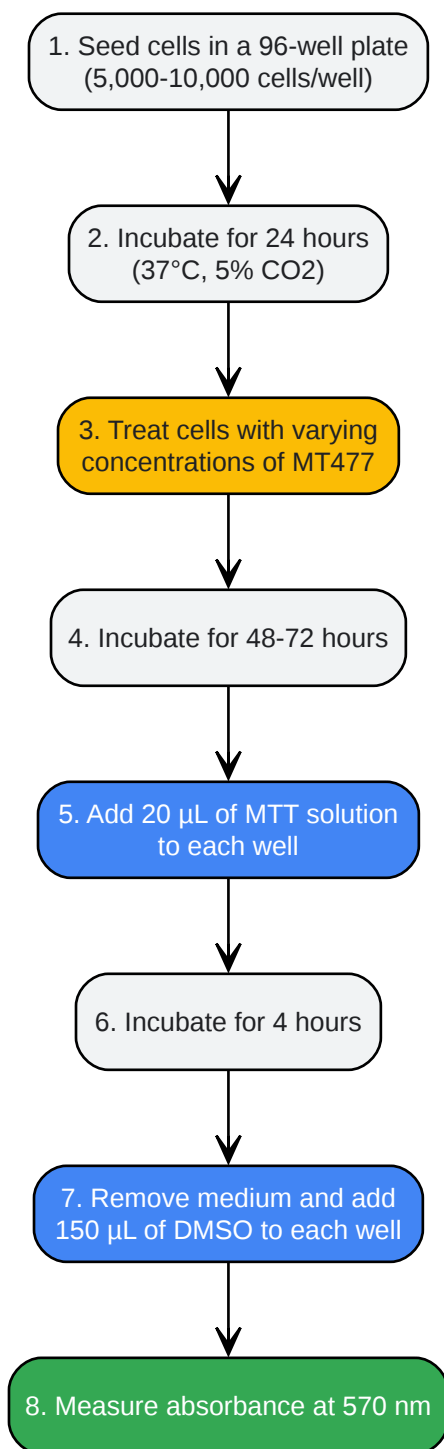 1. Seed cells in a 96-well plate
(5,000-10,000 cells/well)
2. Incubate for 24 hours
(37°C, 5% CO2)
3. Treat cells with varying
concentrations of MT477
4. Incubate for 48-72 hours
5. Add 20 µL of MTT solution
to each well
6. Incubate for 4 hours
7. Remove medium and add
150 µL of DMSO to each well
8. Measure absorbance at 570 nm